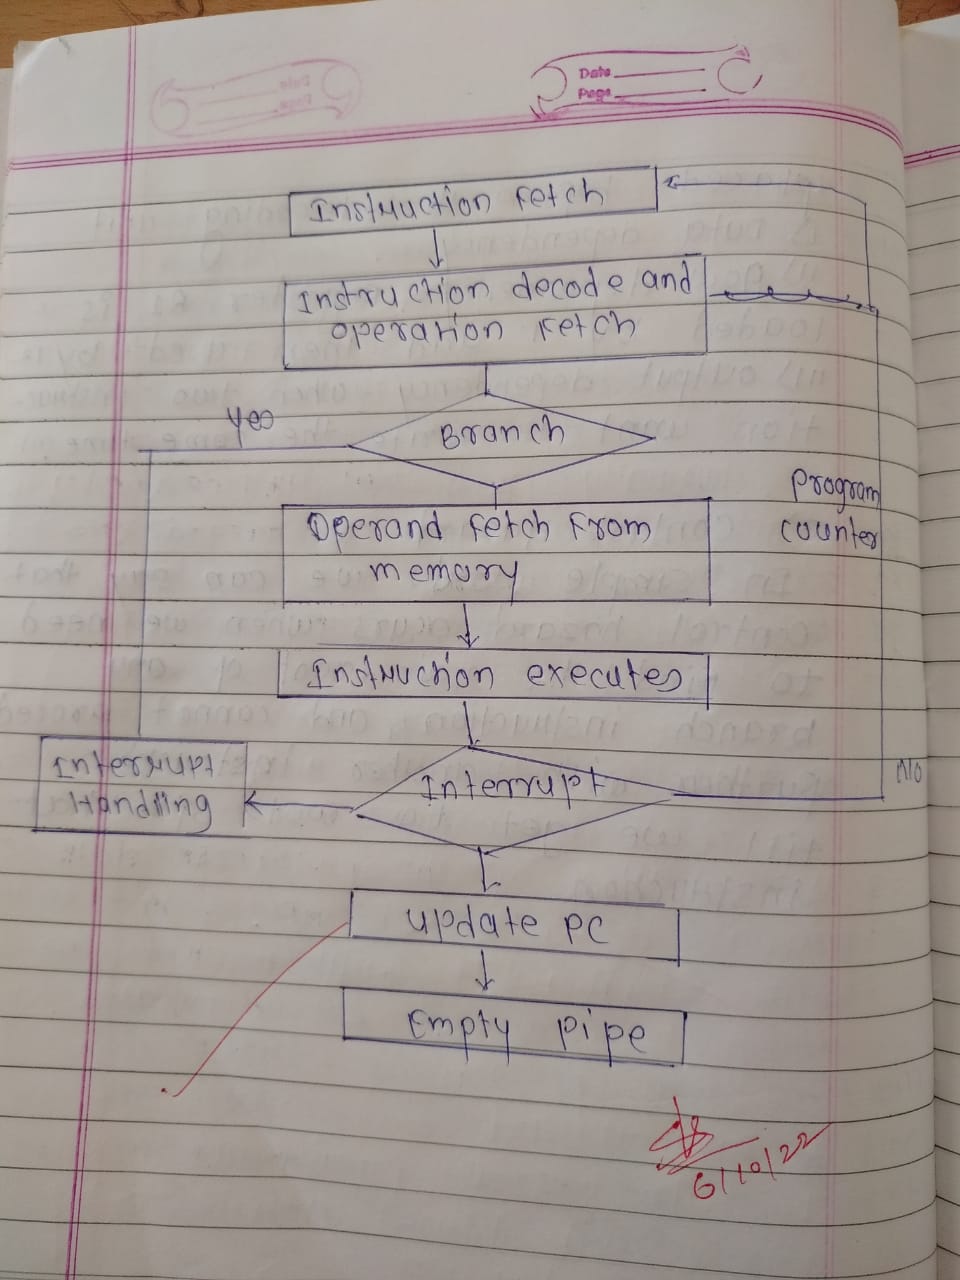 Date
Page
Instruction Fetch
Instruction decode and
operation Fetch
Yes
Branch
Program
counter
Operand Fetch From
memory
Instruction executes
Interrupt
Handling
Interrupt
No
Update PC
Empty Pipe
6/10/22